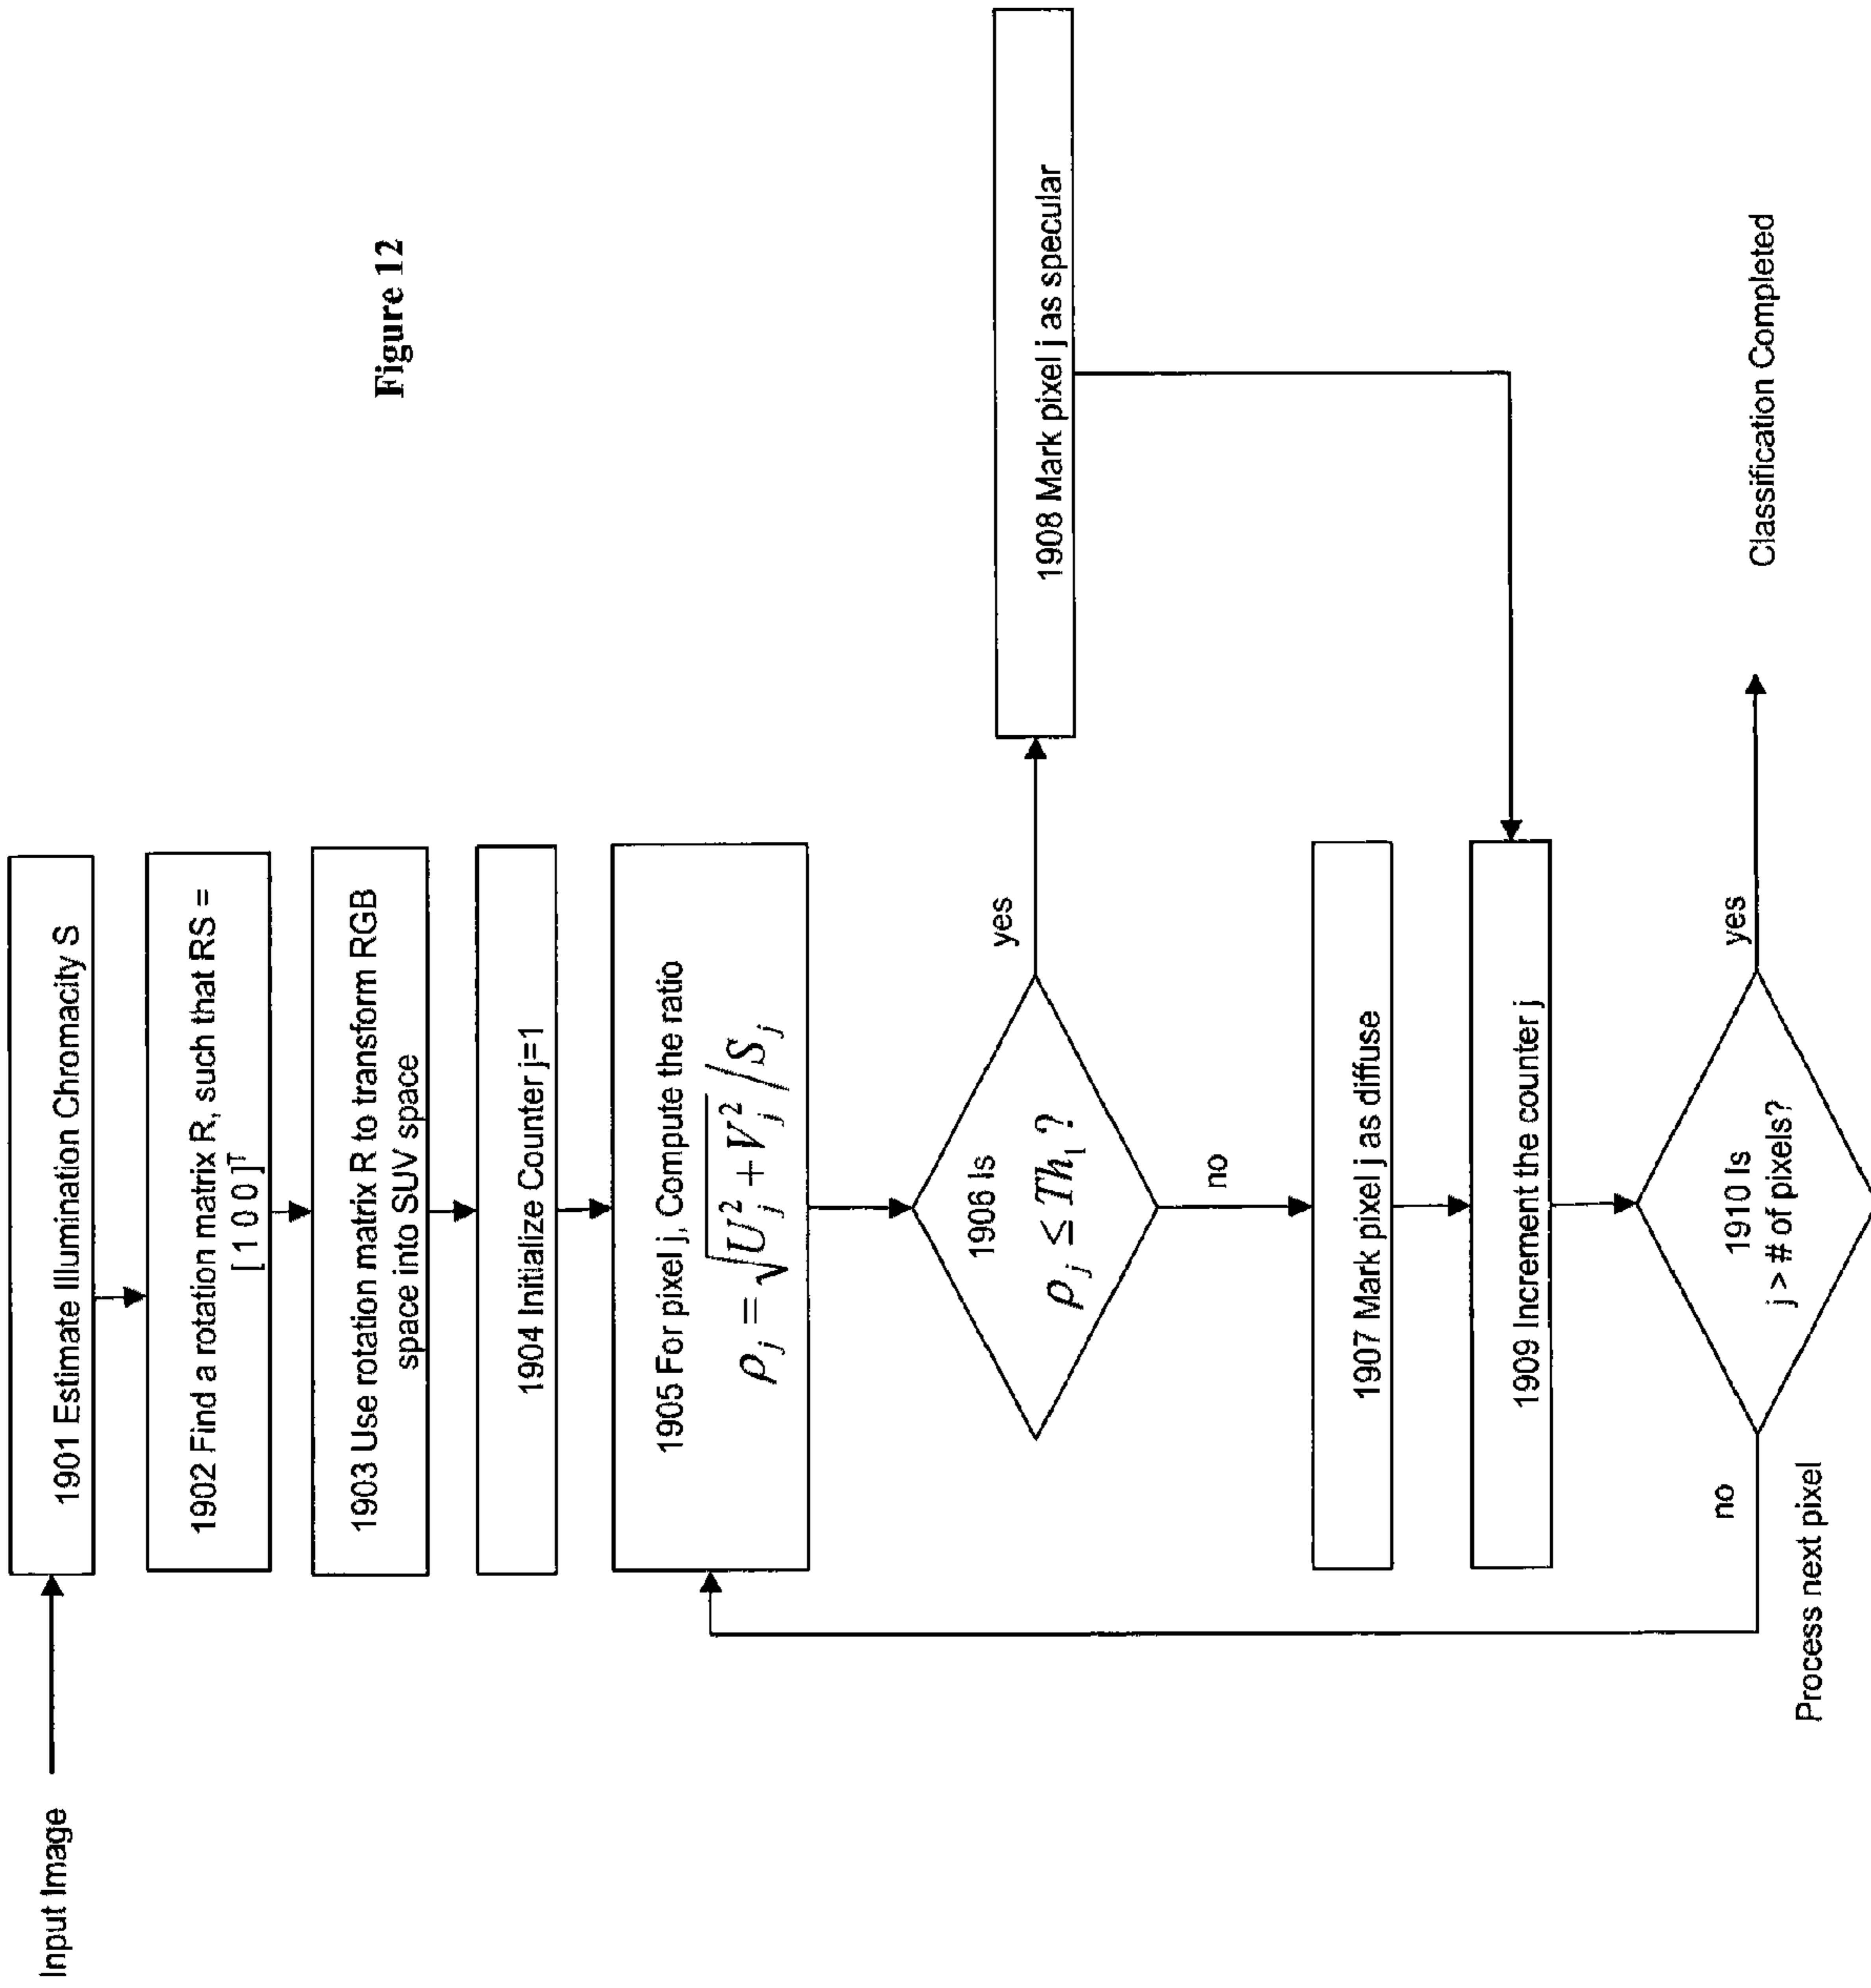 Input Image
1901 Estimate Illumination Chromacity S
1902 Find a rotation matrix R, such that RS =
[ 1 0 0 ]ᵀ
1903 Use rotation matrix R to transform RGB
space into SUV space
1904 Initialize Counter j=1
1905 For pixel j, Compute the ratio
ρⱼ = √(Uⱼ² + Vⱼ²) / Sⱼ
1906 Is
ρⱼ ≤ Th₁ ?
yes
1908 Mark pixel j as specular
no
1907 Mark pixel j as diffuse
1909 Increment the counter j
1910 Is
j > # of pixels?
yes
Classification Completed
no
Process next pixel
Figure 12